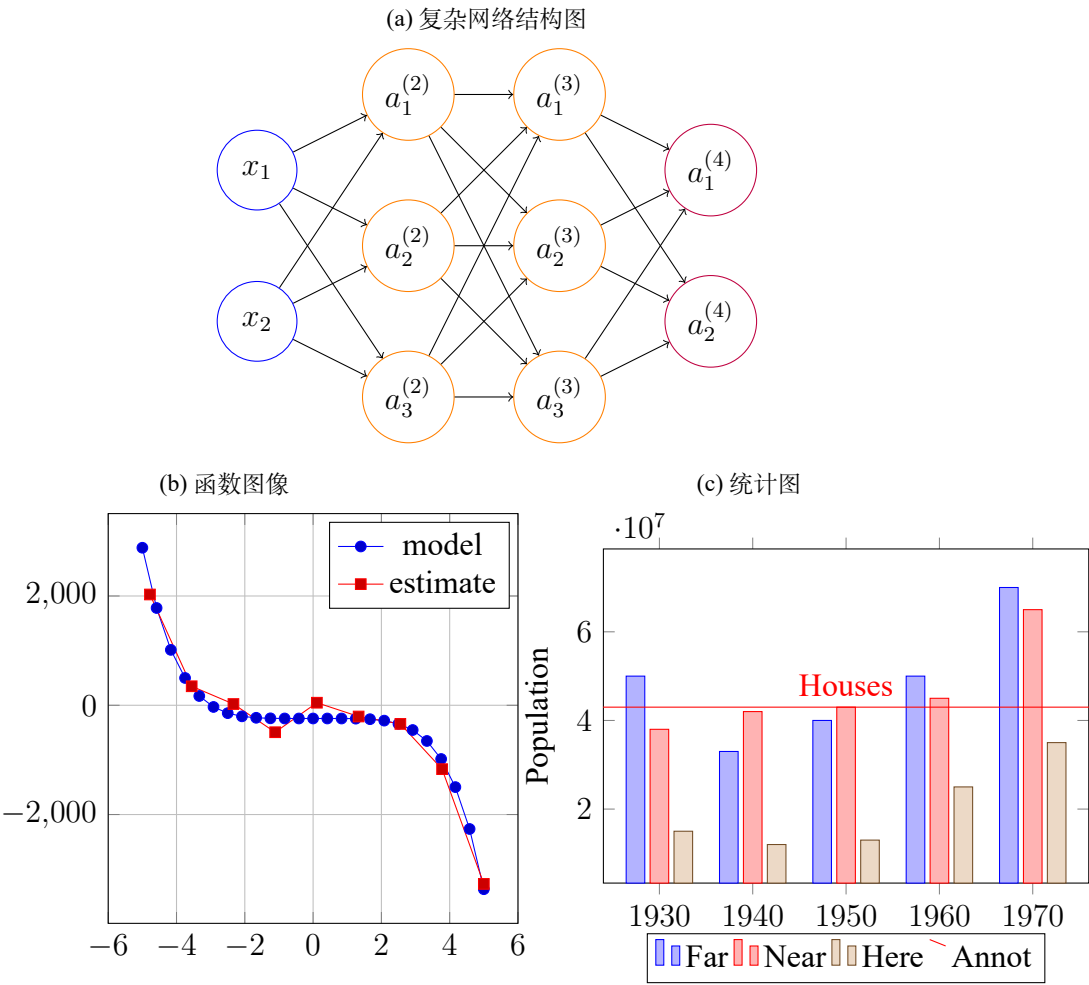 (a) 复杂网络结构图
a_1^{(2)} a_1^{(3)}
x_1 a_1^{(4)}
a_2^{(2)} a_2^{(3)}
x_2 a_2^{(4)}
a_3^{(2)} a_3^{(3)}
(b) 函数图像
model
estimate
2,000
0
−2,000
−6 −4 −2 0 2 4 6
(c) 统计图
·10^7
6
4
2
Population
Houses
1930 1940 1950 1960 1970
Far Near Here Annot